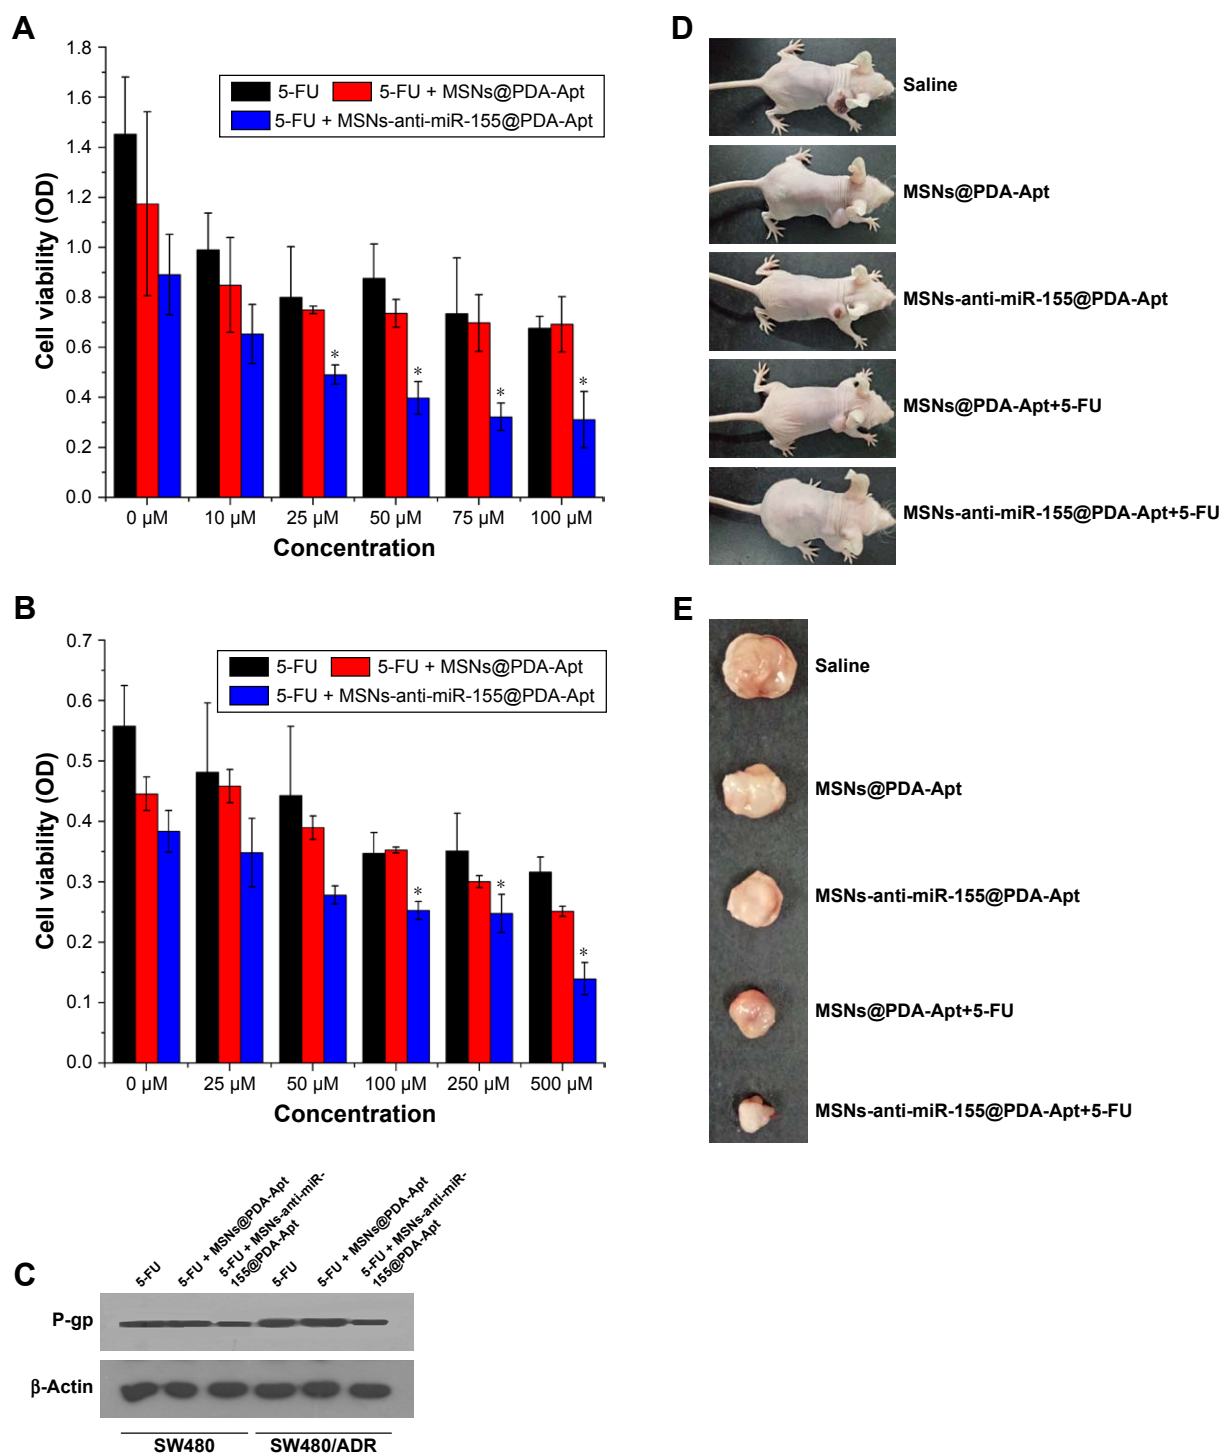 A
1.8
1.6
1.4
1.2
1.0
0.8
0.6
0.4
0.2
0.0
Cell viability (OD)
5-FU
5-FU + MSNs@PDA-Apt
5-FU + MSNs-anti-miR-155@PDA-Apt
*
*
*
*
0 µM
10 µM
25 µM
50 µM
75 µM
100 µM
Concentration
B
0.7
0.6
0.5
0.4
0.3
0.2
0.1
0.0
Cell viability (OD)
5-FU
5-FU + MSNs@PDA-Apt
5-FU + MSNs-anti-miR-155@PDA-Apt
*
*
*
0 µM
25 µM
50 µM
100 µM
250 µM
500 µM
Concentration
C
5-FU
5-FU + MSNs@PDA-Apt
5-FU + MSNs-anti-miR-
155@PDA-Apt
5-FU
5-FU + MSNs@PDA-Apt
5-FU + MSNs-anti-miR-
155@PDA-Apt
P-gp
β-Actin
SW480
SW480/ADR
D
Saline
MSNs@PDA-Apt
MSNs-anti-miR-155@PDA-Apt
MSNs@PDA-Apt+5-FU
MSNs-anti-miR-155@PDA-Apt+5-FU
E
Saline
MSNs@PDA-Apt
MSNs-anti-miR-155@PDA-Apt
MSNs@PDA-Apt+5-FU
MSNs-anti-miR-155@PDA-Apt+5-FU